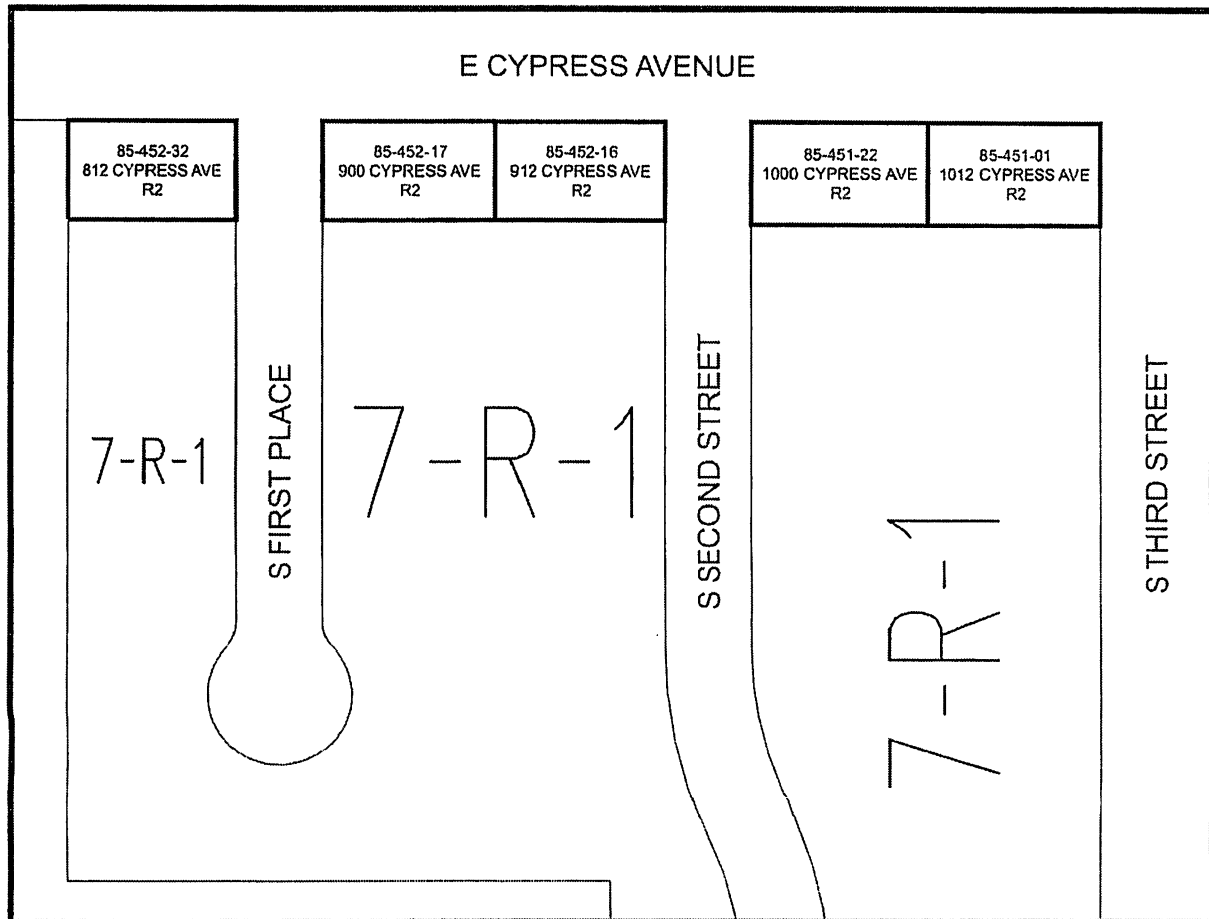 E CYPRESS AVENUE
85-452-32
812 CYPRESS AVE
R2
85-452-17
900 CYPRESS AVE
R2
85-452-16
912 CYPRESS AVE
R2
85-451-22
1000 CYPRESS AVE
R2
85-451-01
1012 CYPRESS AVE
R2
7-R-1
S FIRST PLACE
7-R-1
S SECOND STREET
7-R-1
S THIRD STREET